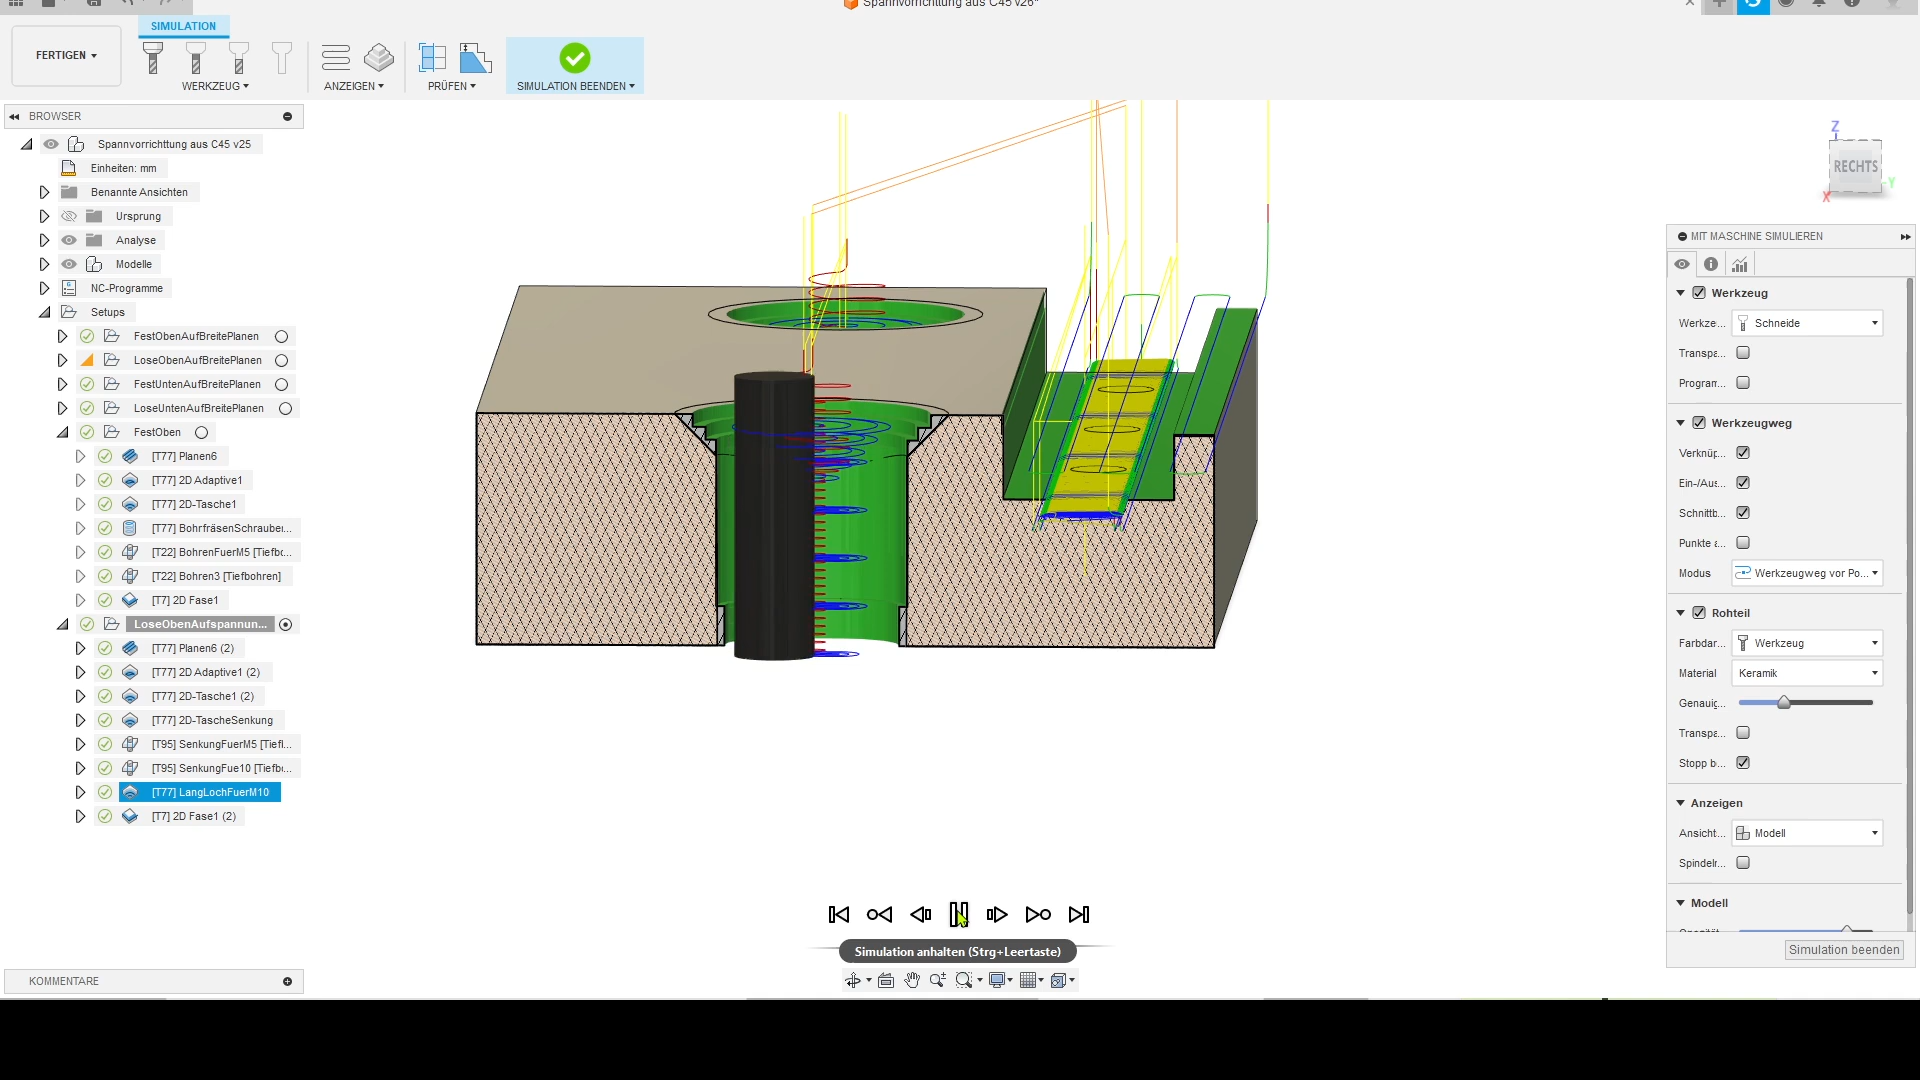 Spannvorrichtung aus C45 v26*
SIMULATION
FERTIGEN
WERKZEUG
ANZEIGEN
PRÜFEN
SIMULATION BEENDEN
BROWSER
Spannvorrichttung aus C45 v25
Einheiten: mm
Benannte Ansichten
Ursprung
Analyse
Modelle
NC-Programme
Setups
FestObenAufBreitePlanen
LoseObenAufBreitePlanen
FestUntenAufBreitePlanen
LoseUntenAufBreitePlanen
FestOben
[T77] Planen6
[T77] 2D Adaptive1
[T77] 2D-Tasche1
[T77] BohrfräsenSchrauben...
[T22] BohrenFuerM5 [Tiefbo...
[T22] Bohren3 [Tiefbohren]
[T7] 2D Fase1
LoseObenAufspannun...
[T77] Planen6 (2)
[T77] 2D Adaptive1 (2)
[T77] 2D-Tasche1 (2)
[T77] 2D-TascheSenkung
[T95] SenkungFuerM5 [Tiefl...
[T95] SenkungFue10 [Tiefb...
[T77] LangLochFuerM10
[T7] 2D Fase1 (2)
KOMMENTARE
Z
RECHTS
Y
X
MIT MASCHINE SIMULIEREN
Werkzeug
Werkze... Schneide
Transpa...
Program...
Werkzeugweg
Verknüp...
Ein-/Aus...
Schnittb...
Punkte a...
Modus Werkzeugweg vor Po...
Rohteil
Farbdar... Werkzeug
Material Keramik
Genauig...
Transpa...
Stopp b...
Anzeigen
Ansicht... Modell
Spindelr...
Modell
Simulation beenden
Simulation anhalten (Strg+Leertaste)